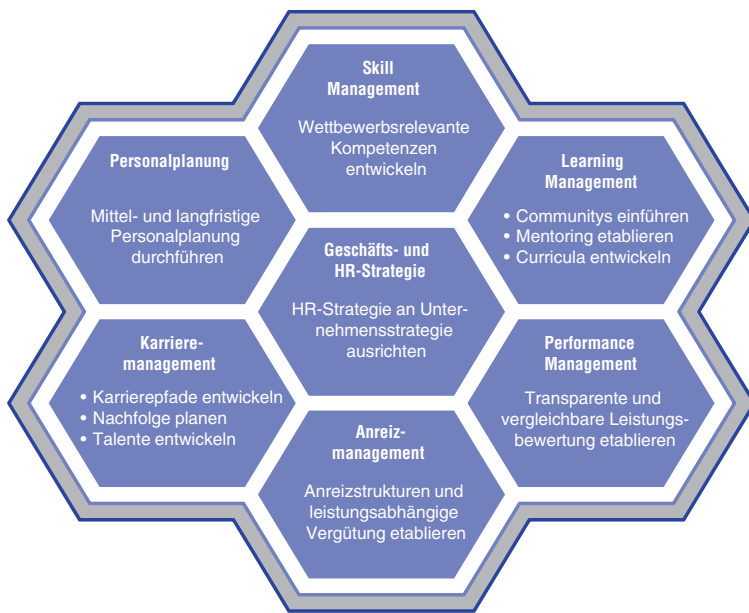 Skill
Management
Wettbewerbsrelevante
Kompetenzen
entwickeln
Personalplanung
Mittel- und langfristige
Personalplanung
durchführen
Learning
Management
• Communitys einführen
• Mentoring etablieren
• Curricula entwickeln
Geschäfts- und
HR-Strategie
HR-Strategie an Unter-
nehmensstrategie
ausrichten
Karriere-
management
• Karrierepfade entwickeln
• Nachfolge planen
• Talente entwickeln
Performance
Management
Transparente und
vergleichbare Leistungs-
bewertung etablieren
Anreiz-
management
Anreizstrukturen und
leistungsabhängige
Vergütung etablieren